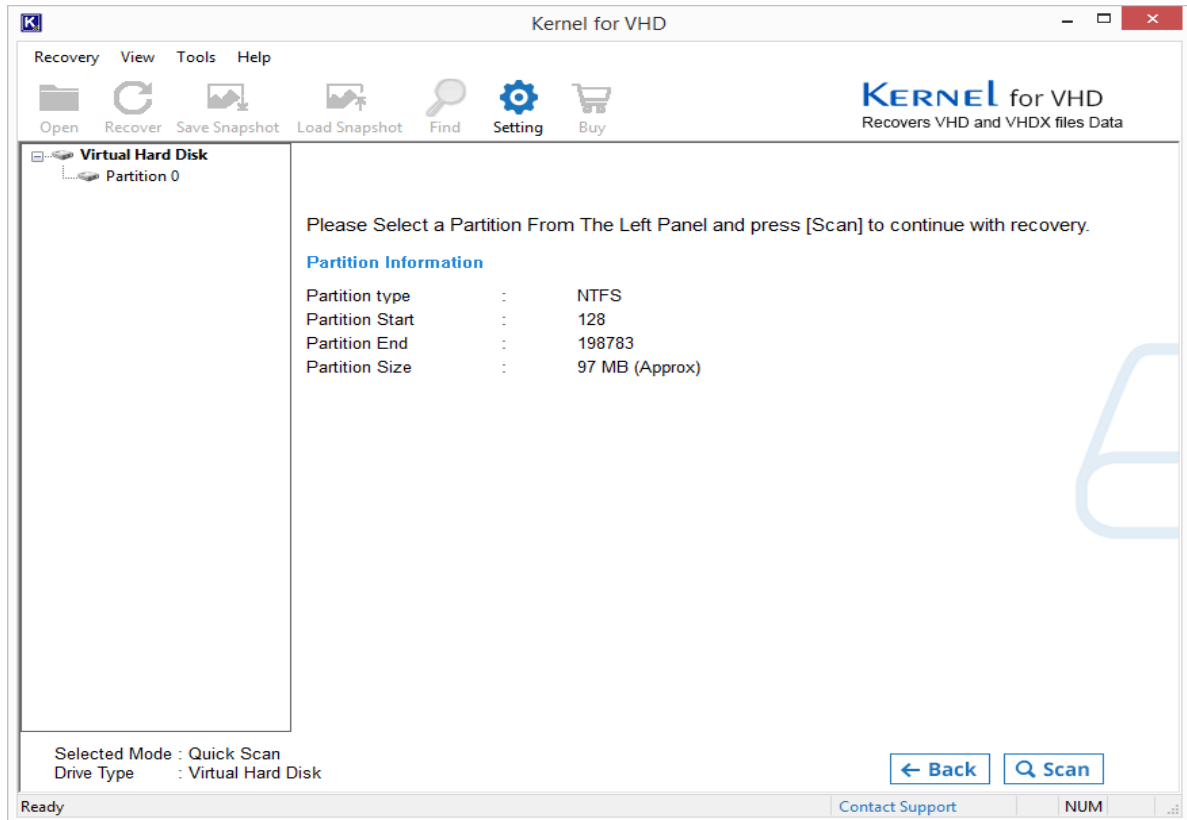 Kernel for VHD
Recovery View Tools Help
Open Recover Save Snapshot Load Snapshot Find Setting Buy
KERNEL for VHD
Recovers VHD and VHDX files Data
Virtual Hard Disk
Partition 0
Please Select a Partition From The Left Panel and press [Scan] to continue with recovery.
Partition Information
Partition type : NTFS
Partition Start : 128
Partition End : 198783
Partition Size : 97 MB (Approx)
Selected Mode : Quick Scan
Drive Type : Virtual Hard Disk
Back Scan
Ready Contact Support NUM